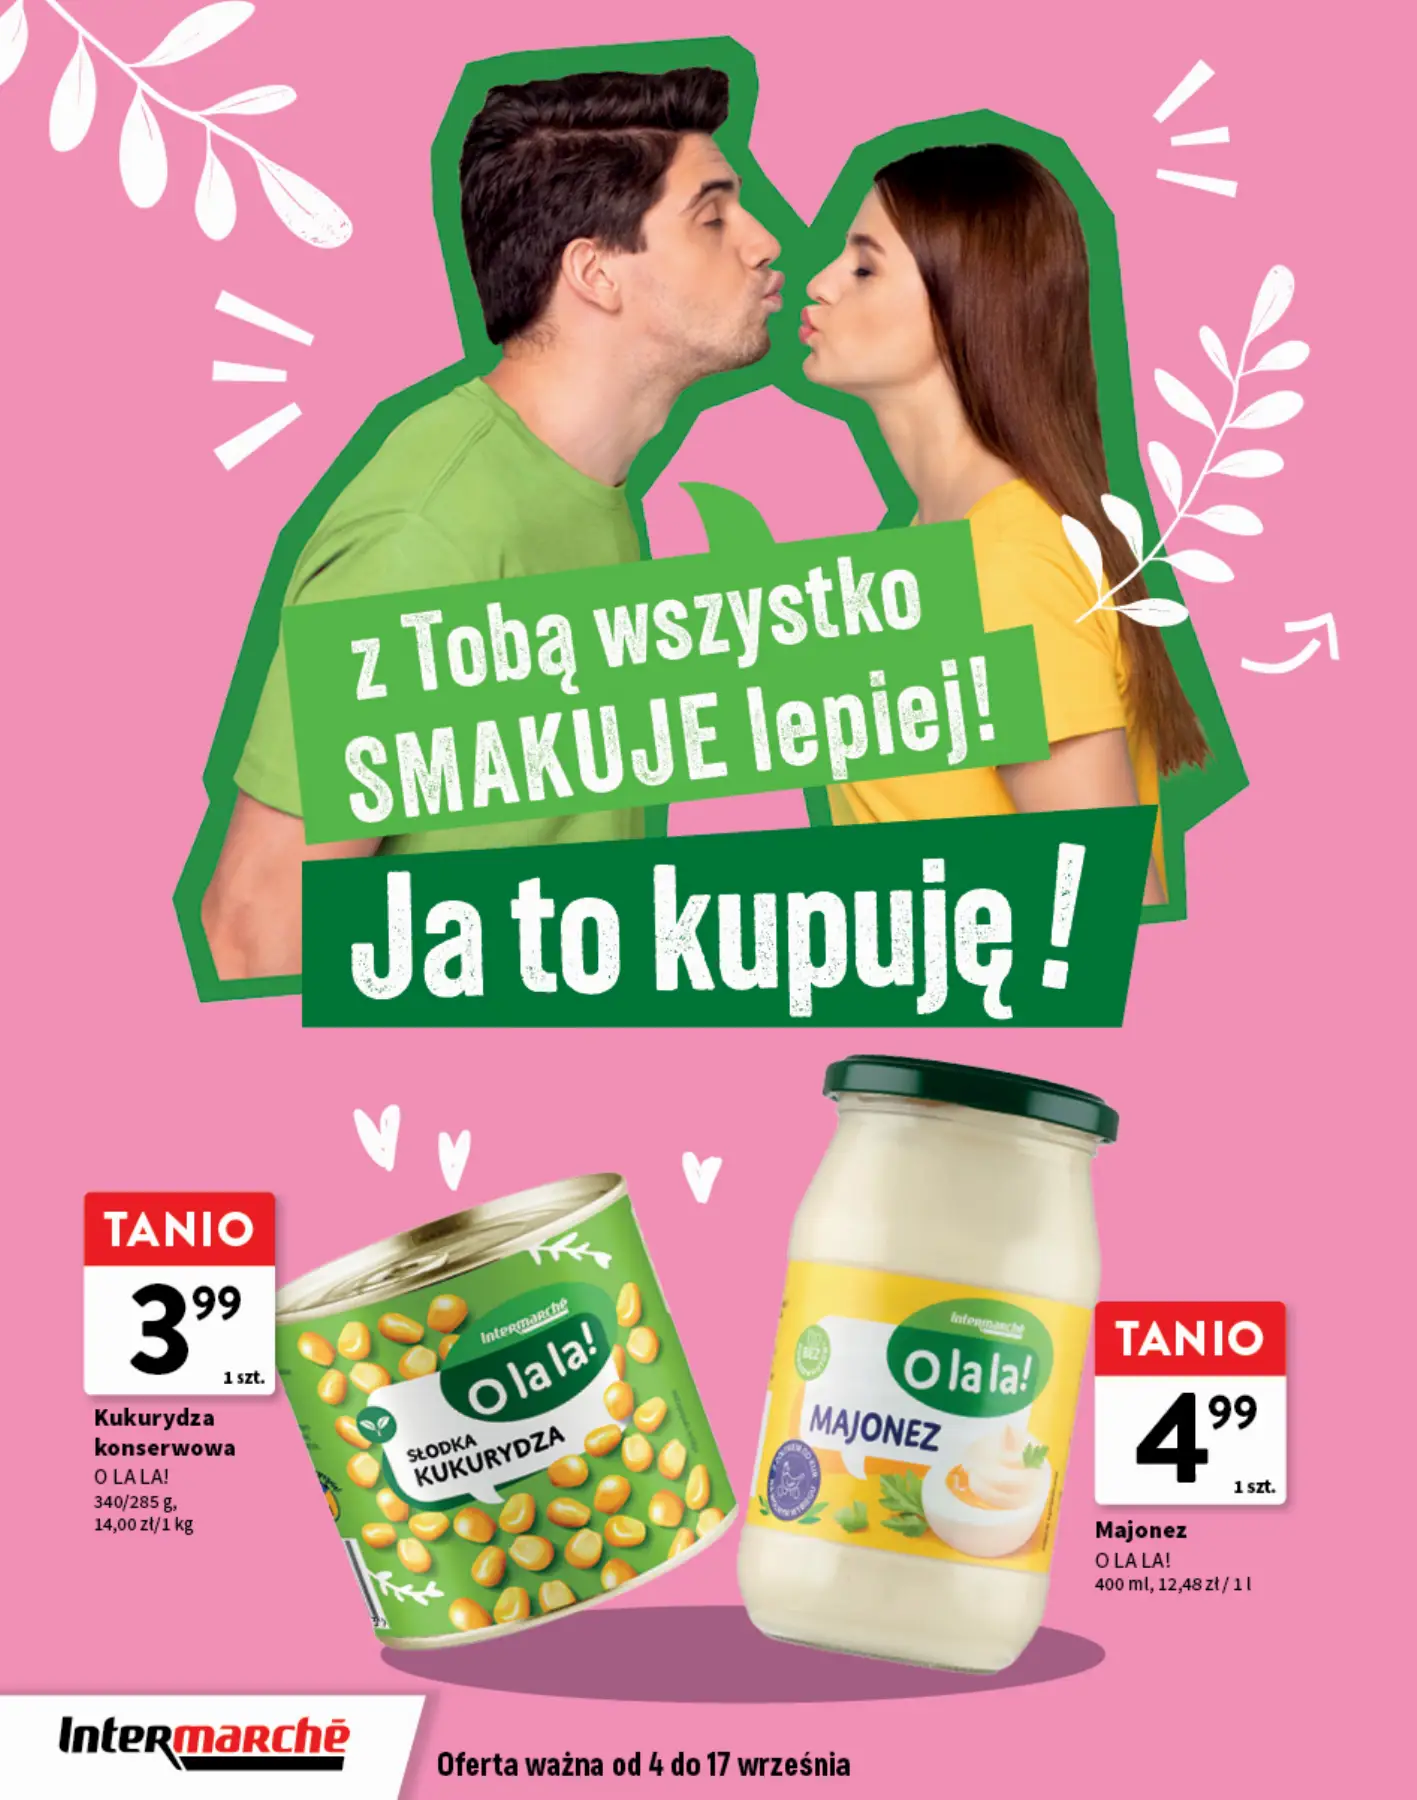 z Tobą wszystko
SMAKUJE lepiej!
Ja to kupuję!
TANIO
3 99
1 szt.
Kukurydza
konserwowa
O LA LA!
340/285 g,
14,00 zł/1 kg
Intermarché
O la la!
SŁODKA
KUKURYDZA
Intermarché
O la la!
BEZ
MAJONEZ
TANIO
4 99
1 szt.
Majonez
O LA LA!
400 ml, 12,48 zł / 1 l
Intermarché
Oferta ważna od 4 do 17 września